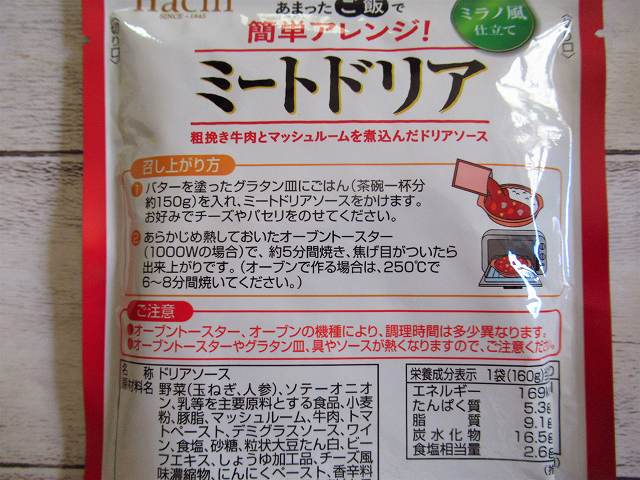 Hachi
SINCE 1845
あまったご飯で
簡単アレンジ!
ミラノ風
仕立て
ミートドリア
粗挽き牛肉とマッシュルームを煮込んだドリアソース
召し上がり方
1 バターを塗ったグラタン皿にごはん(茶碗一杯分
約150g)を入れ、ミートドリアソースをかけます。
お好みでチーズやパセリをのせてください。
2 あらかじめ熱しておいたオーブントースター
(1000Wの場合)で、約5分間焼き、焦げ目がついたら
出来上がりです。(オーブンで作る場合は、250℃で
6〜8分間焼いてください。)
ご注意
●オーブントースター、オーブンの機種により、調理時間は多少異なります。
●オーブントースターやグラタン皿、具やソースが熱くなりますので、ご注意ください。
名 称 ドリアソース
原材料名 野菜(玉ねぎ、人参)、ソテーオニオ
ン、乳等を主要原料とする食品、小麦
粉、豚脂、マッシュルーム、牛肉、トマ
トペースト、デミグラスソース、ワイ
ン、食塩、砂糖、粒状大豆たん白、ビー
フエキス、しょうゆ加工品、チーズ風
味濃縮物、にんにくペースト、香辛料
栄養成分表示 1袋(160g)
エネルギー 169
たんぱく質 5.3g
脂質 9.1g
炭水化物 16.5g
食塩相当量 2.6g